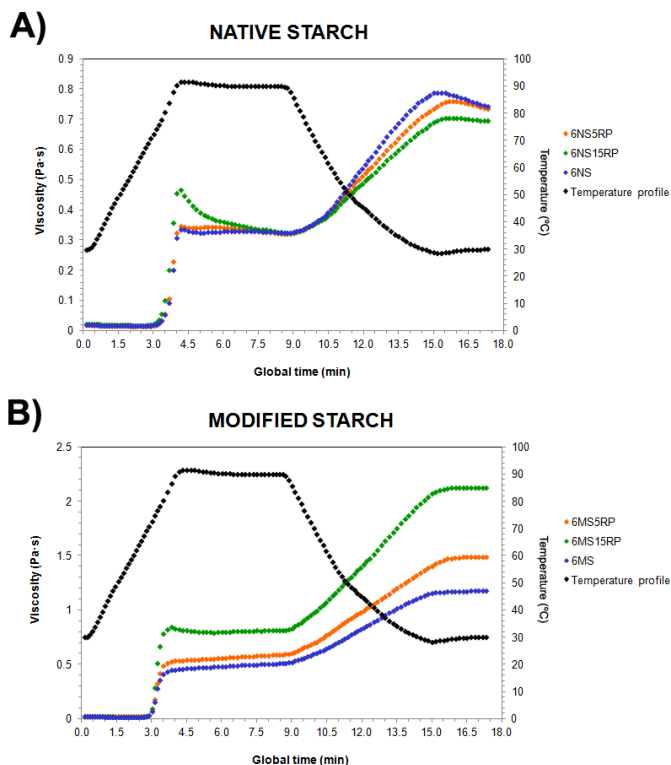 A)
NATIVE STARCH
0.9
0.8
0.7
0.6
0.5
0.4
0.3
0.2
0.1
0
Viscosity (Pa·s)
100
90
80
70
60
50
40
30
20
10
0
Temperature (ºC)
0.0 1.5 3.0 4.5 6.0 7.5 9.0 10.5 12.0 13.5 15.0 16.5 18.0
Global time (min)
6NS5RP
6NS15RP
6NS
Temperature profile
B)
MODIFIED STARCH
2.5
2
1.5
1
0.5
0
Viscosity (Pa·s)
100
90
80
70
60
50
40
30
20
10
0
Temperature (ºC)
0.0 1.5 3.0 4.5 6.0 7.5 9.0 10.5 12.0 13.5 15.0 16.5 18.0
Global time (min)
6MS5RP
6MS15RP
6MS
Temperature profile